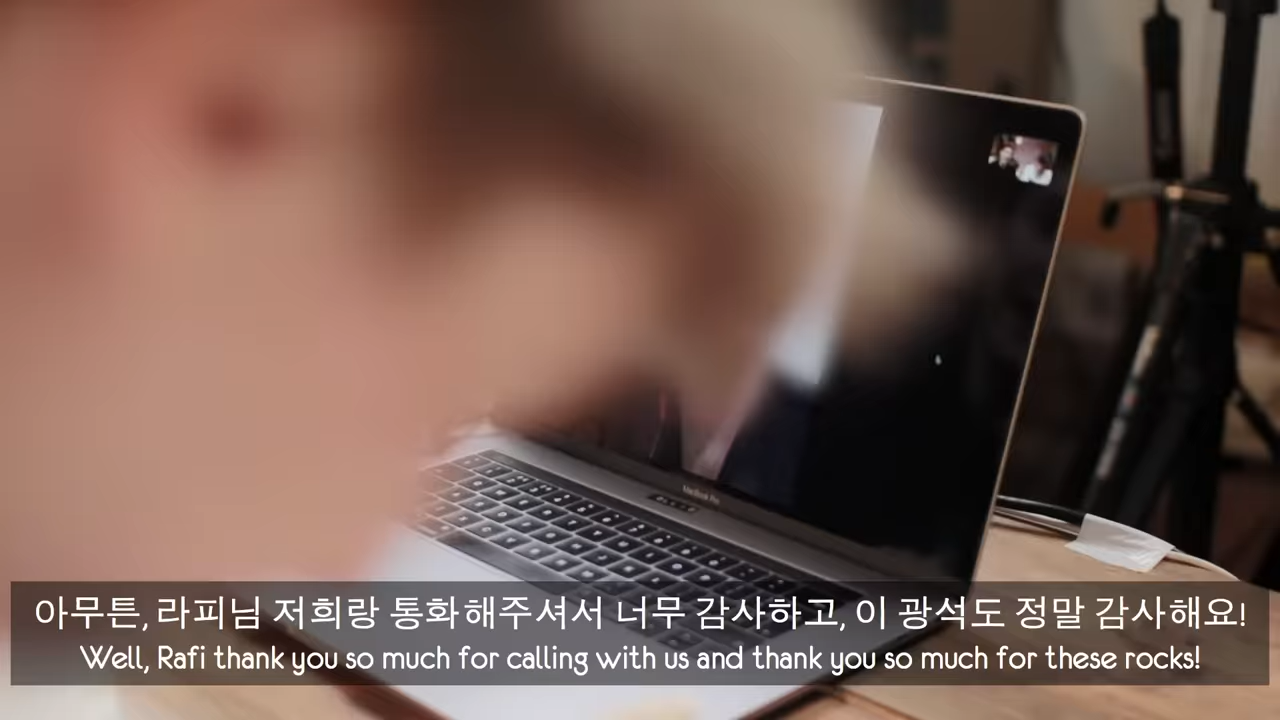 MacBook Pro
아무튼, 라피님 저희랑 통화해주셔서 너무 감사하고, 이 광석도 정말 감사해요!
Well, Rafi thank you so much for calling with us and thank you so much for these rocks!